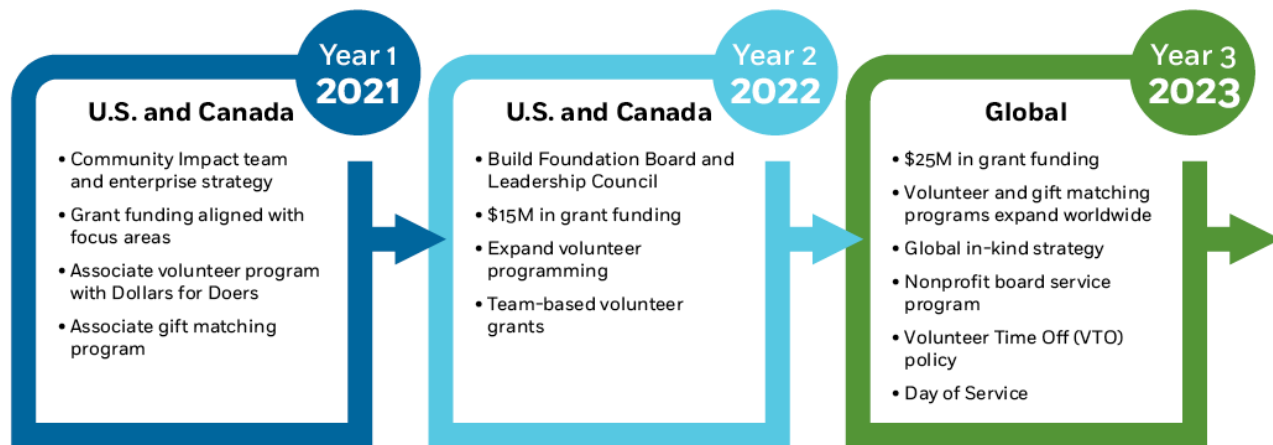 Year 1
2021
U.S. and Canada
• Community Impact team
and enterprise strategy
• Grant funding aligned with
focus areas
• Associate volunteer program
with Dollars for Doers
• Associate gift matching
program
Year 2
2022
U.S. and Canada
• Build Foundation Board and
Leadership Council
• $15M in grant funding
• Expand volunteer
programming
• Team-based volunteer
grants
Year 3
2023
Global
• $25M in grant funding
• Volunteer and gift matching
programs expand worldwide
• Global in-kind strategy
• Nonprofit board service
program
• Volunteer Time Off (VTO)
policy
• Day of Service